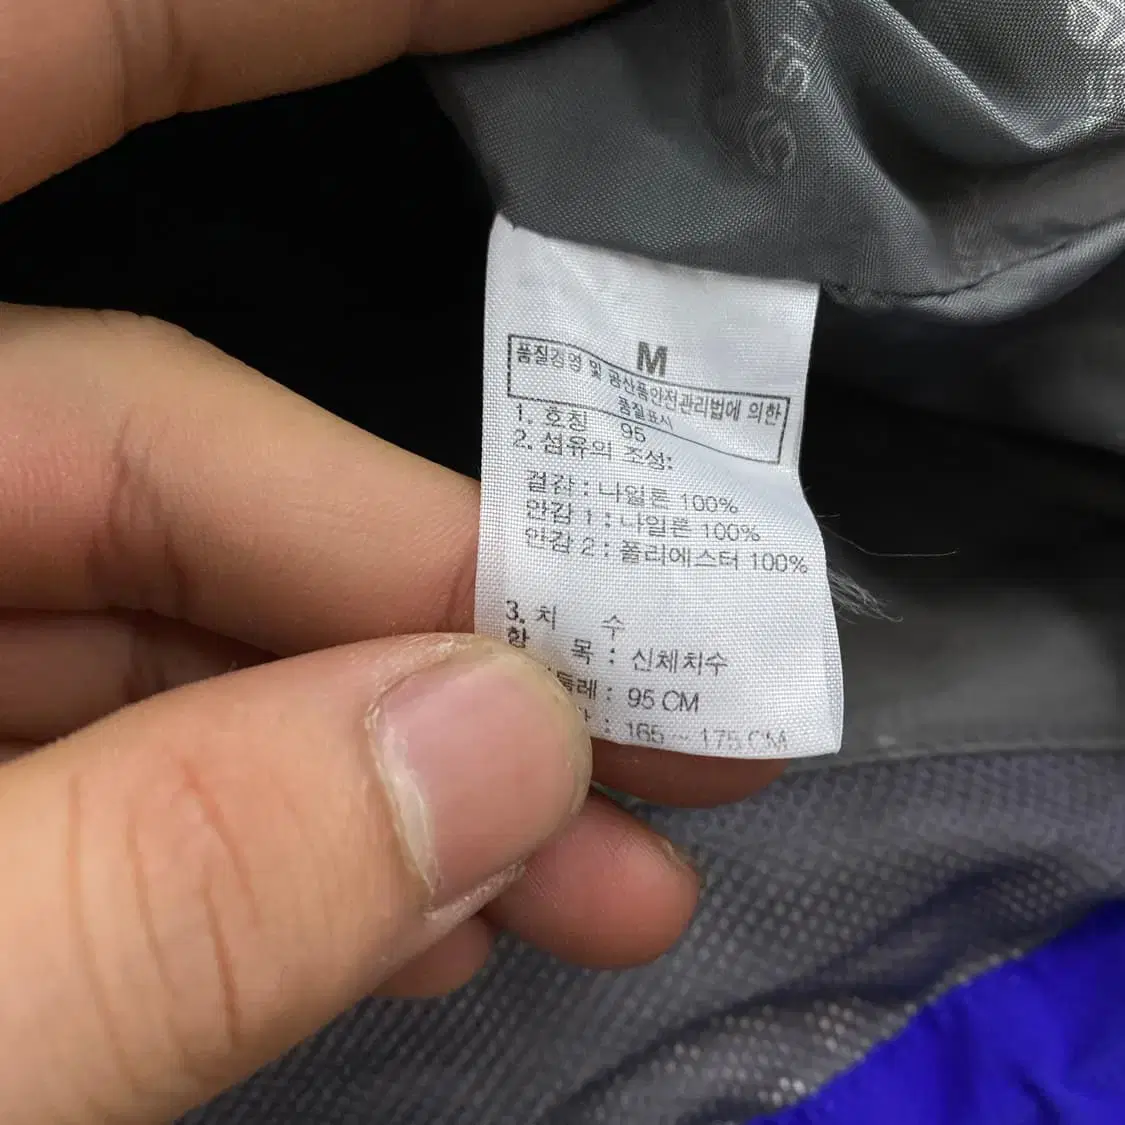 M
품질경영 및 공산품안전관리법에 의한
품질표시
1. 호칭 95
2. 섬유의 조성:
겉감 : 나일론 100%
안감 1 : 나일론 100%
안감 2 : 폴리에스터 100%
3. 치 수
항 목 : 신체치수
둘레 : 95 CM
: 165 ~ 175 CM